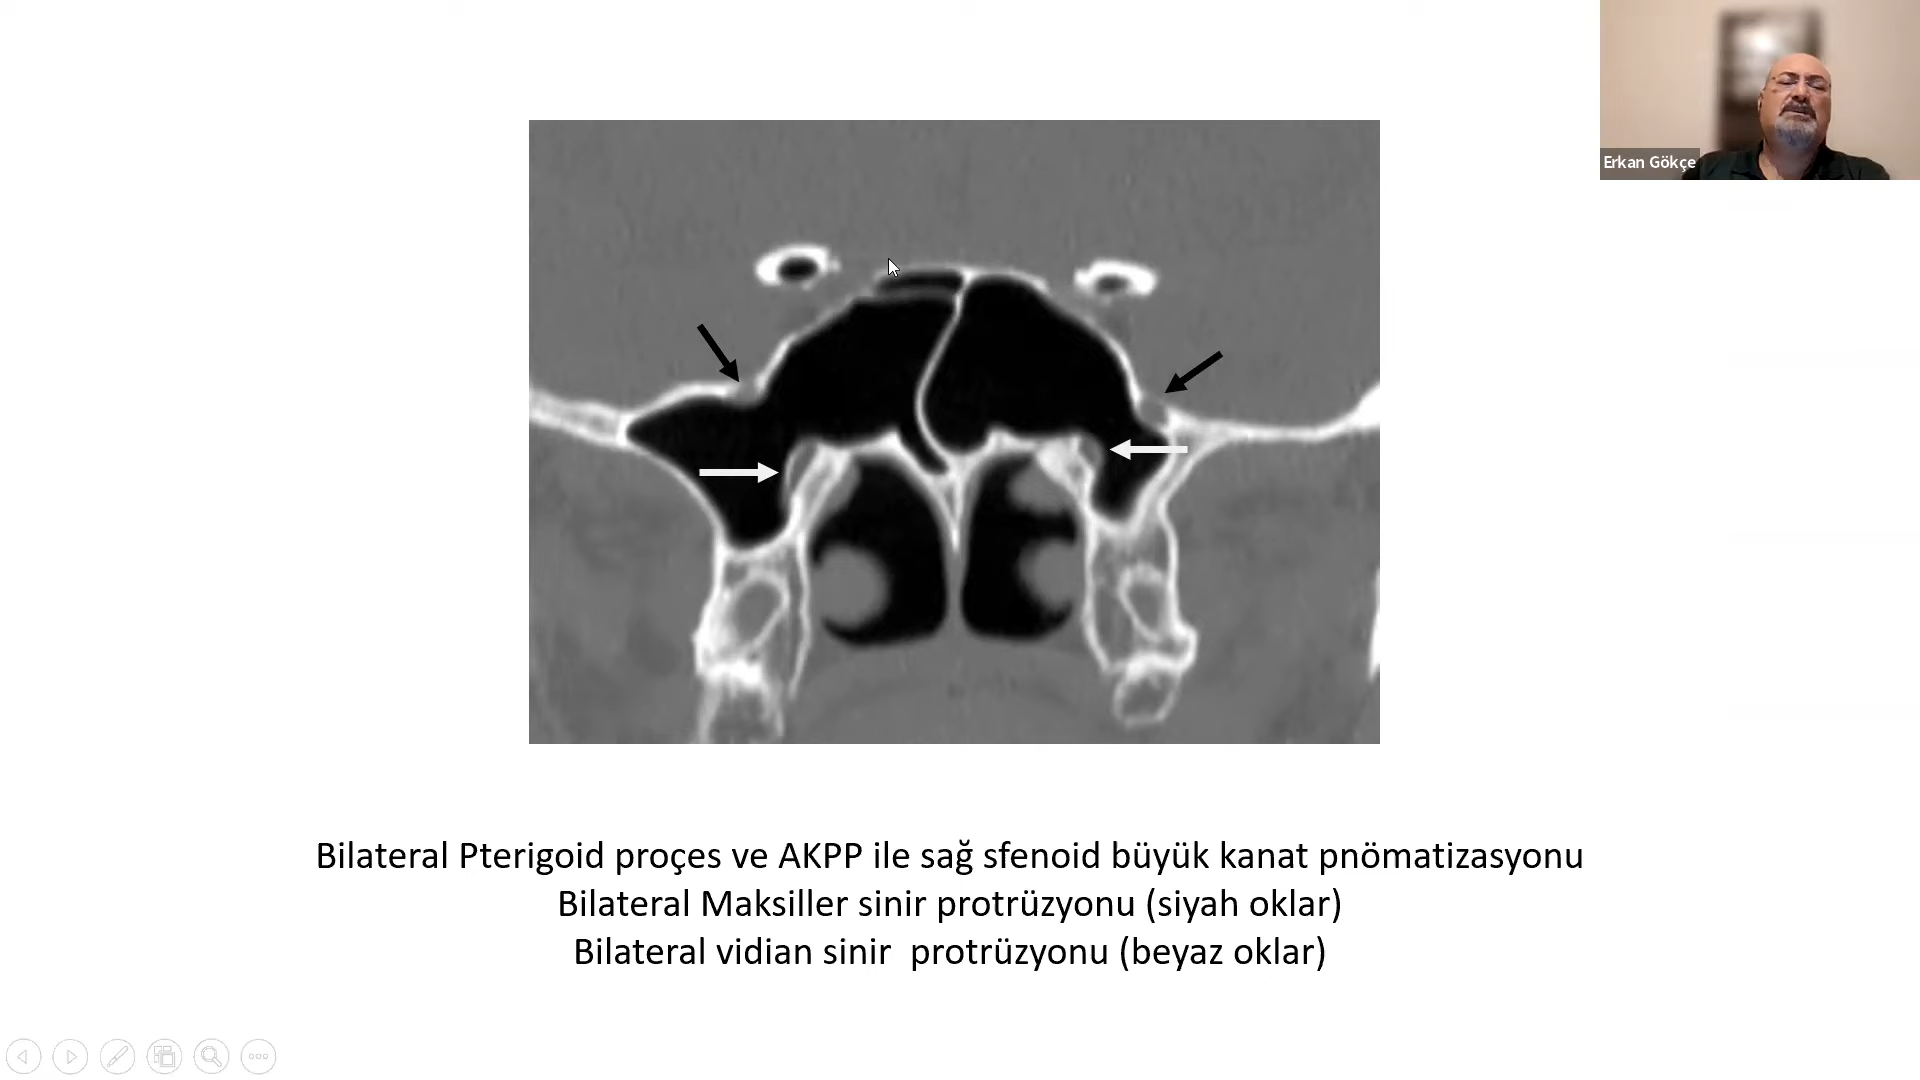 Erkan Gökçe
Bilateral Pterigoid proçes ve AKPP ile sağ sfenoid büyük kanat pnömatizasyonu
Bilateral Maksiller sinir protrüzyonu (siyah oklar)
Bilateral vidian sinir  protrüzyonu (beyaz oklar)